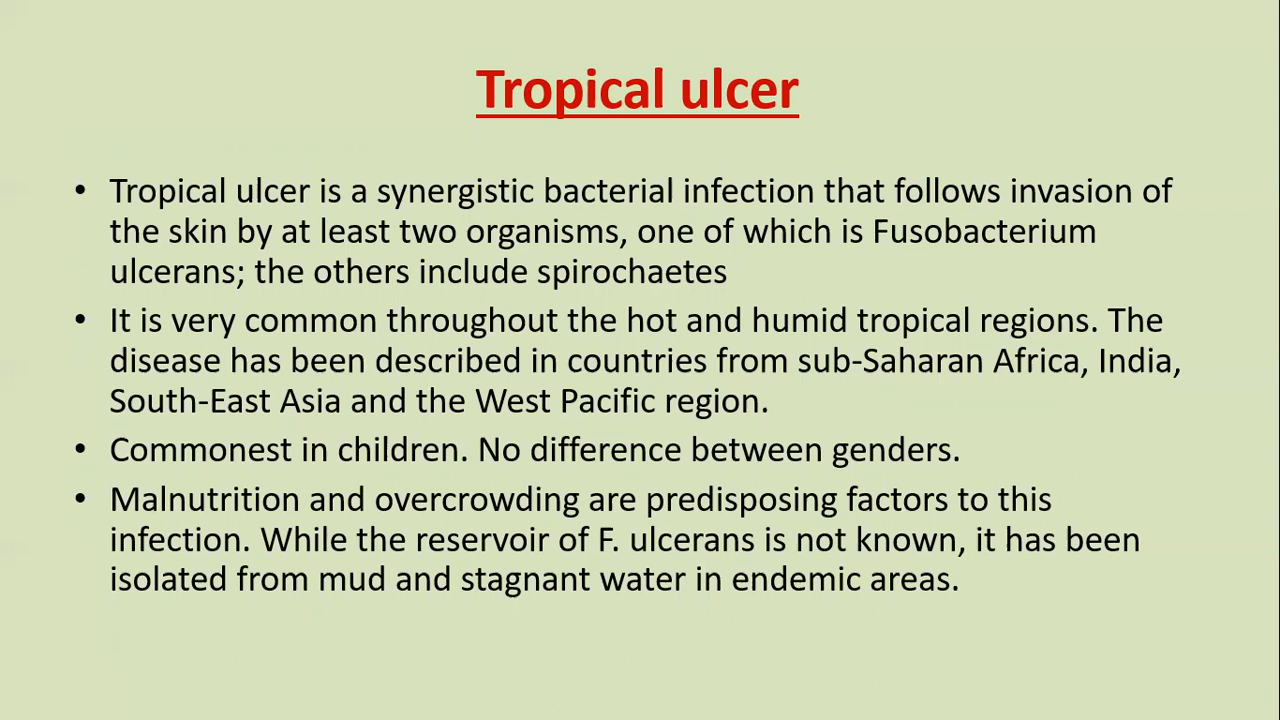 Tropical ulcer
• Tropical ulcer is a synergistic bacterial infection that follows invasion of
the skin by at least two organisms, one of which is Fusobacterium
ulcerans; the others include spirochaetes
• It is very common throughout the hot and humid tropical regions. The
disease has been described in countries from sub-Saharan Africa, India,
South-East Asia and the West Pacific region.
• Commonest in children. No difference between genders.
• Malnutrition and overcrowding are predisposing factors to this
infection. While the reservoir of F. ulcerans is not known, it has been
isolated from mud and stagnant water in endemic areas.